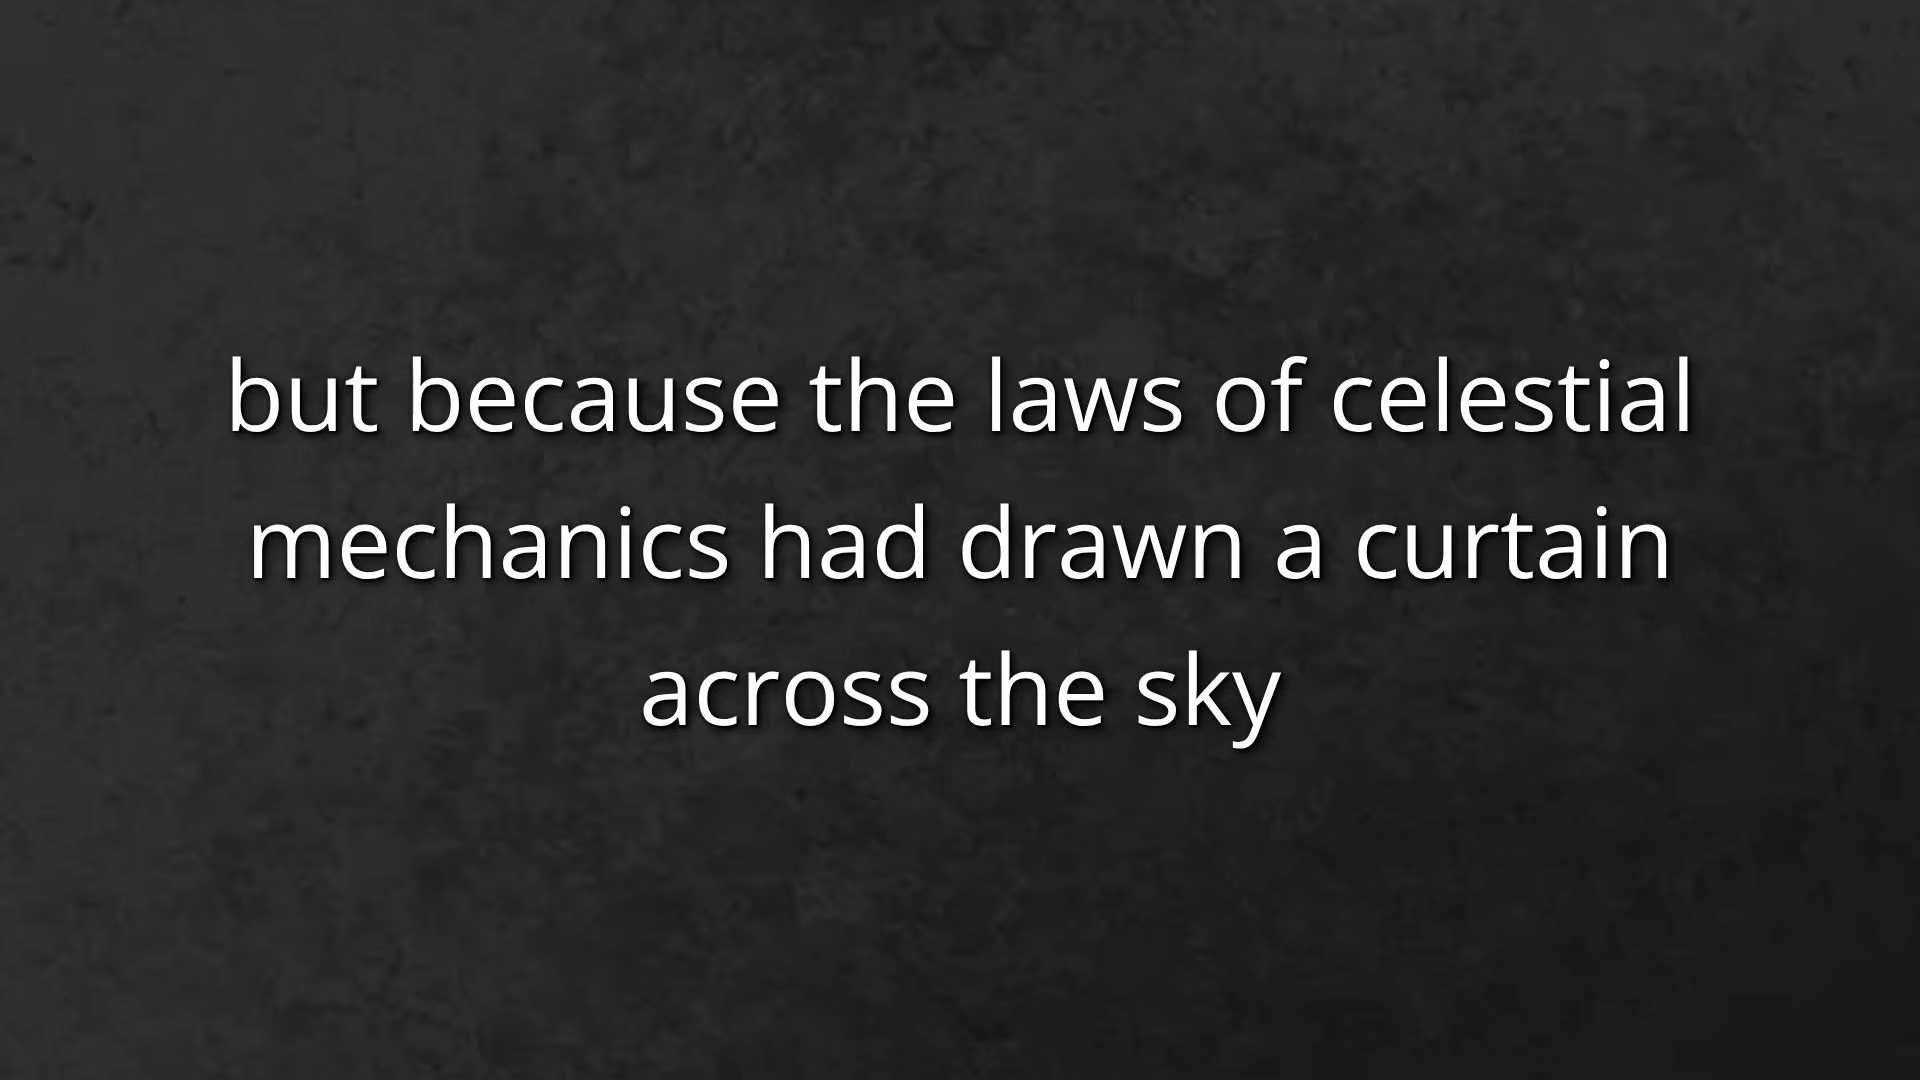 but because the laws of celestial
mechanics had drawn a curtain
across the sky